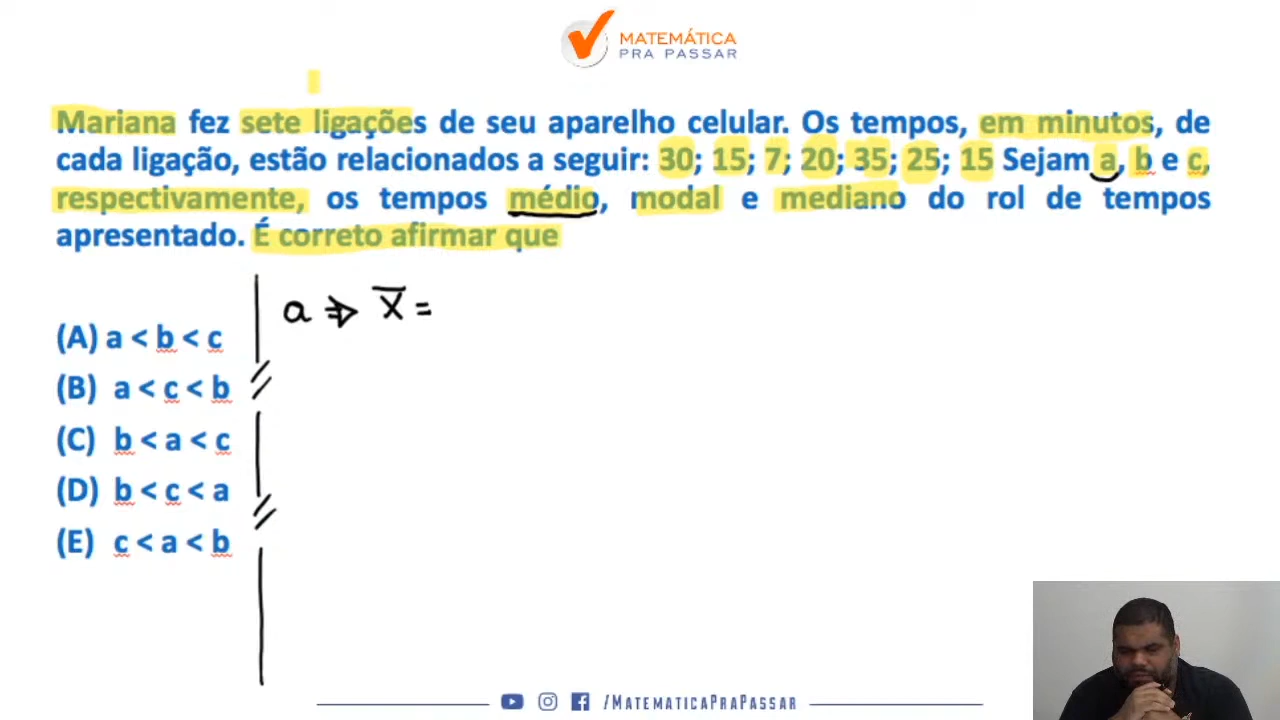 MATEMÁTICA
PRA PASSAR
Mariana fez sete ligações de seu aparelho celular. Os tempos, em minutos, de
cada ligação, estão relacionados a seguir: 30; 15; 7; 20; 35; 25; 15 Sejam a, b e c,
respectivamente, os tempos médio, modal e mediano do rol de tempos
apresentado. É correto afirmar que
a ⇒ X̅ =
(A) a < b < c
(B) a < c < b
(C) b < a < c
(D) b < c < a
(E) c < a < b
/MatematicaPraPassar